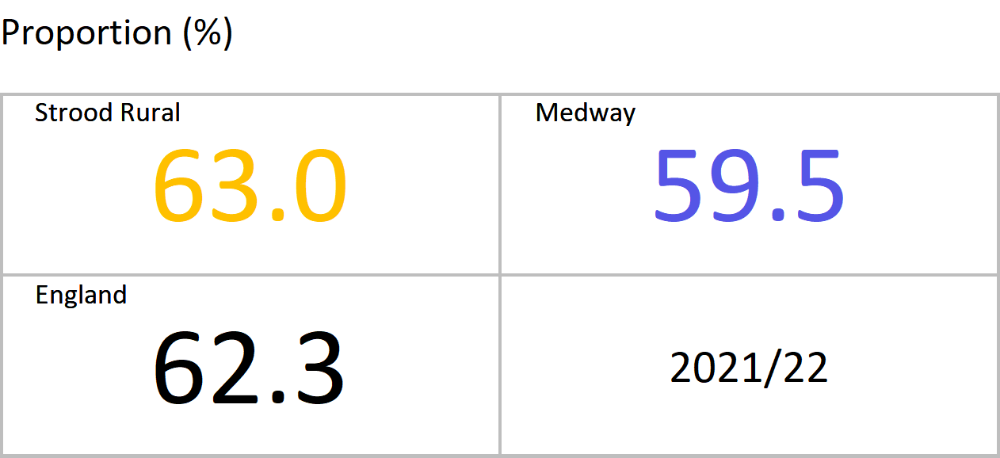 Proportion (%)
Strood Rural
63.0
Medway
59.5
England
62.3
2021/22